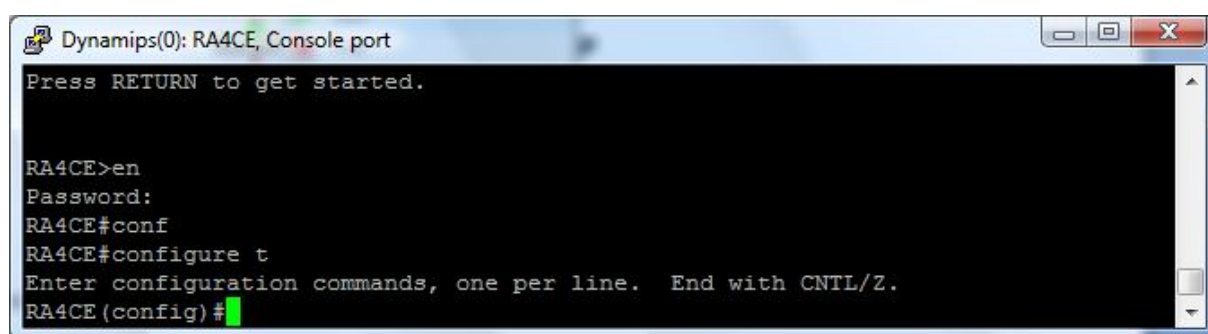 Dynamips(0): RA4CE, Console port
Press RETURN to get started.
RA4CE>en
Password:
RA4CE#conf
RA4CE#configure t
Enter configuration commands, one per line.  End with CNTL/Z.
RA4CE(config)#